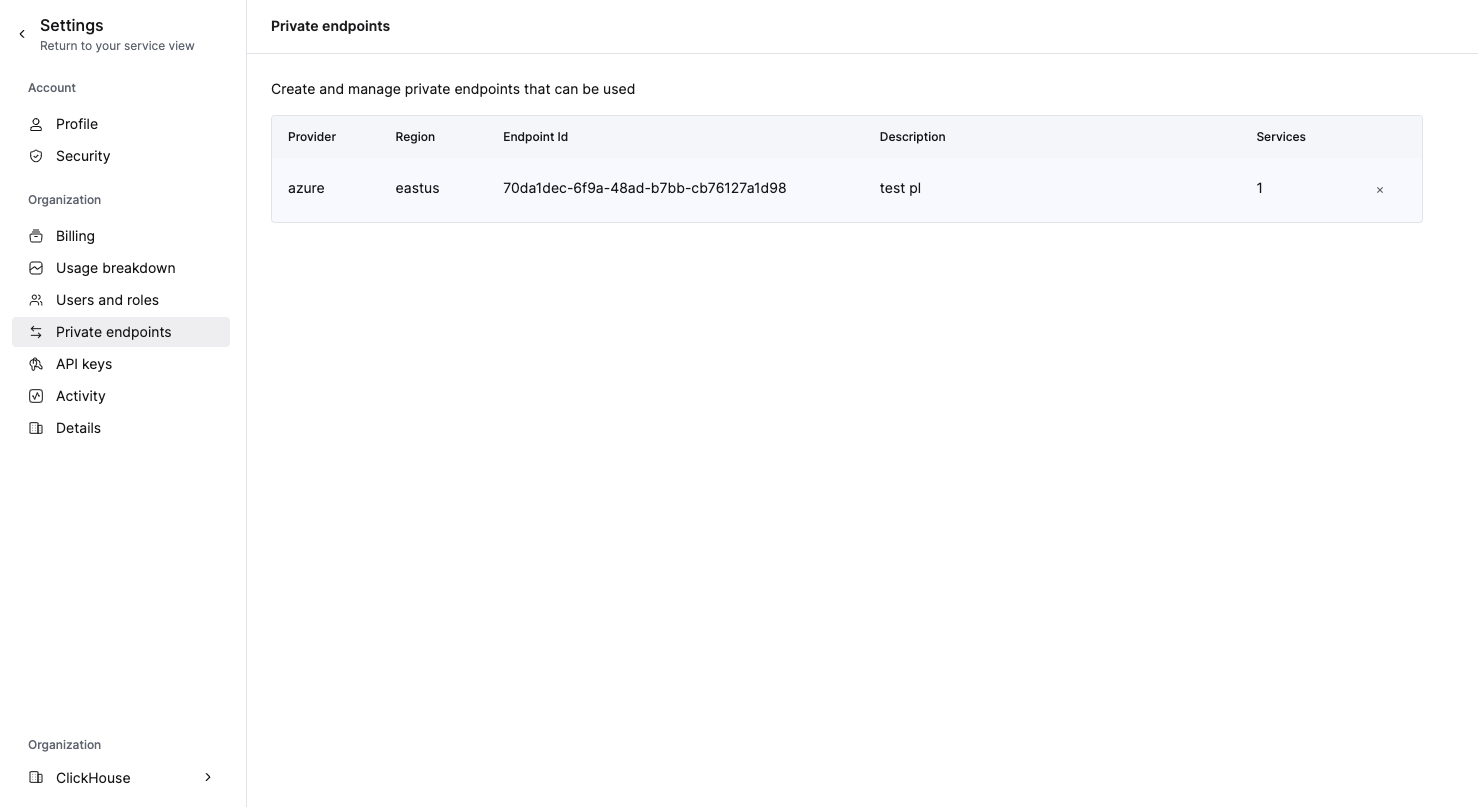 Settings
Return to your service view
Account
Profile
Security
Organization
Billing
Usage breakdown
Users and roles
Private endpoints
API keys
Activity
Details
Organization
ClickHouse
Private endpoints
Create and manage private endpoints that can be used
Provider Region Endpoint Id Description Services
azure eastus 70da1dec-6f9a-48ad-b7bb-cb76127a1d98 test pl 1